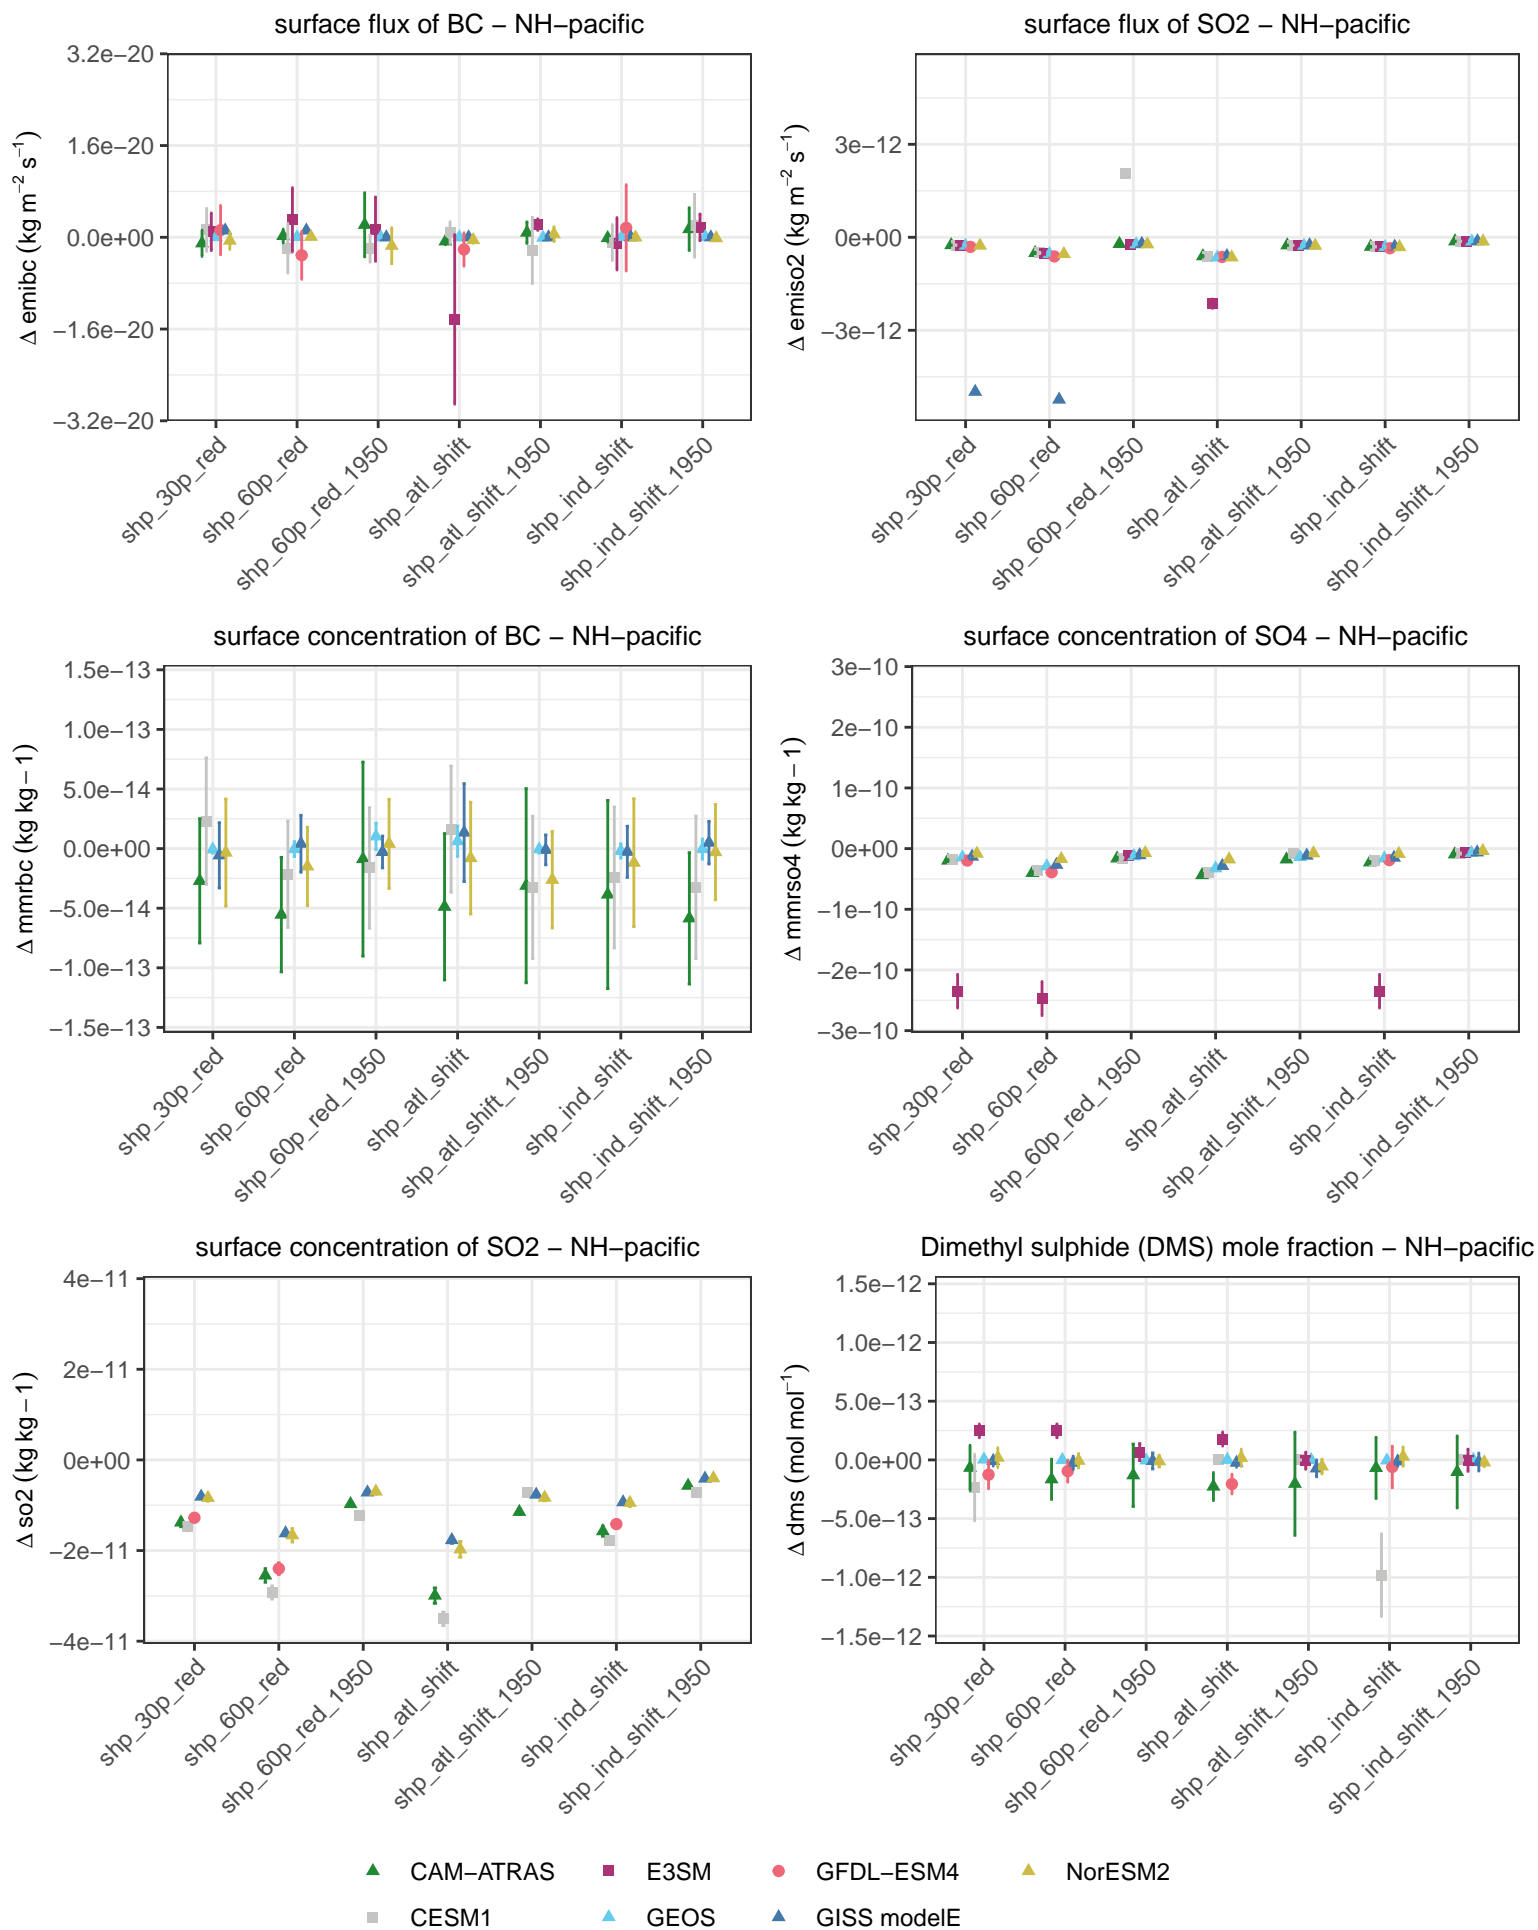 surface flux of BC − NH−pacific
3.2e−20
1.6e−20
0.0e+00
−1.6e−20
−3.2e−20
Δ emibc (kg m⁻² s⁻¹)
shp_30p_red
shp_60p_red
shp_60p_red_1950
shp_atl_shift
shp_atl_shift_1950
shp_ind_shift
shp_ind_shift_1950
surface flux of SO2 − NH−pacific
3e−12
0e+00
−3e−12
Δ emiso2 (kg m⁻² s⁻¹)
shp_30p_red
shp_60p_red
shp_60p_red_1950
shp_atl_shift
shp_atl_shift_1950
shp_ind_shift
shp_ind_shift_1950
surface concentration of BC − NH−pacific
1.5e−13
1.0e−13
5.0e−14
0.0e+00
−5.0e−14
−1.0e−13
−1.5e−13
Δ mmrbc (kg kg − 1)
shp_30p_red
shp_60p_red
shp_60p_red_1950
shp_atl_shift
shp_atl_shift_1950
shp_ind_shift
shp_ind_shift_1950
surface concentration of SO4 − NH−pacific
3e−10
2e−10
1e−10
0e+00
−1e−10
−2e−10
−3e−10
Δ mmrso4 (kg kg − 1)
shp_30p_red
shp_60p_red
shp_60p_red_1950
shp_atl_shift
shp_atl_shift_1950
shp_ind_shift
shp_ind_shift_1950
surface concentration of SO2 − NH−pacific
4e−11
2e−11
0e+00
−2e−11
−4e−11
Δ so2 (kg kg − 1)
shp_30p_red
shp_60p_red
shp_60p_red_1950
shp_atl_shift
shp_atl_shift_1950
shp_ind_shift
shp_ind_shift_1950
Dimethyl sulphide (DMS) mole fraction − NH−pacific
1.5e−12
1.0e−12
5.0e−13
0.0e+00
−5.0e−13
−1.0e−12
−1.5e−12
Δ dms (mol mol⁻¹)
shp_30p_red
shp_60p_red
shp_60p_red_1950
shp_atl_shift
shp_atl_shift_1950
shp_ind_shift
shp_ind_shift_1950
CAM−ATRAS E3SM GFDL−ESM4 NorESM2
CESM1 GEOS GISS modelE